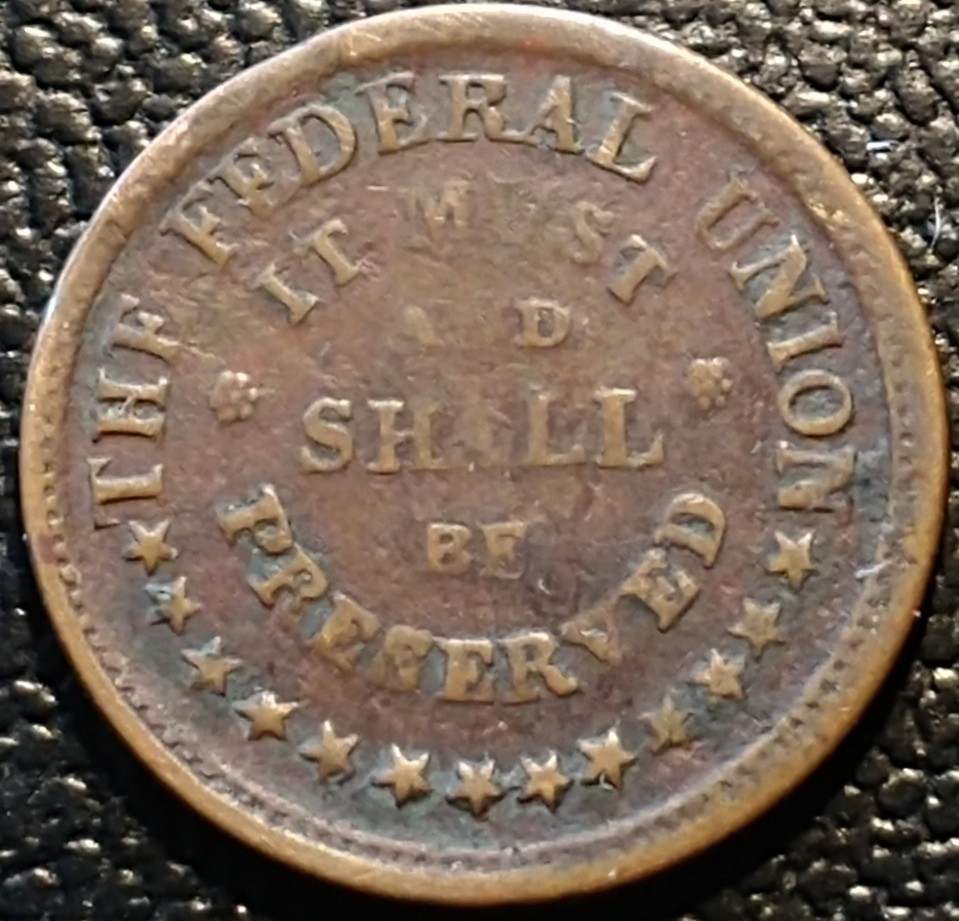 THE FEDERAL UNION
IT MUST
AND
SHALL
BE
PRESERVED